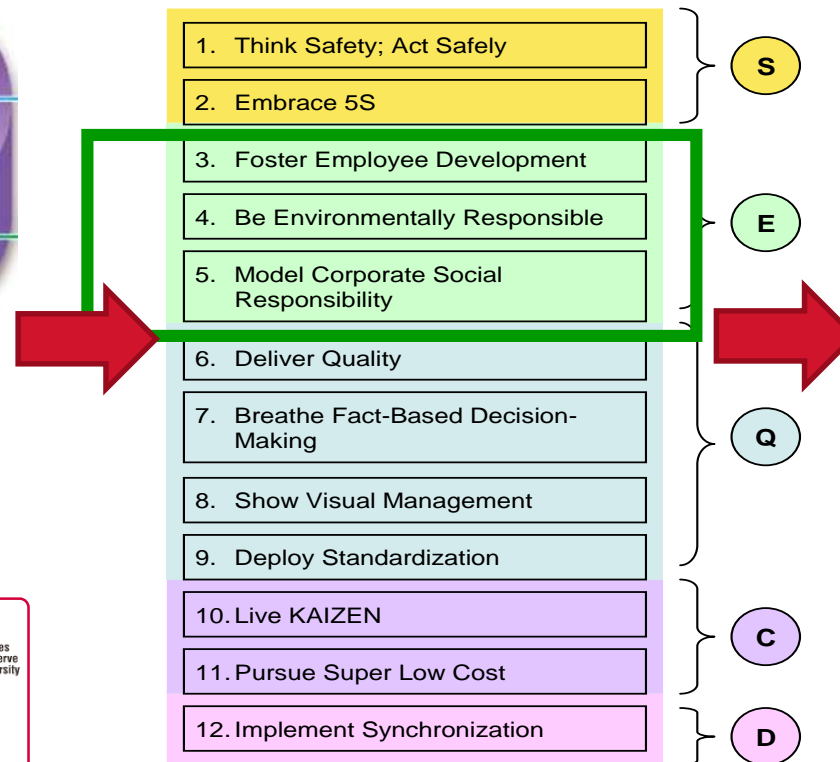 1. Think Safety; Act Safely
S
2. Embrace 5S
3. Foster Employee Development
4. Be Environmentally Responsible
E
5. Model Corporate Social
Responsibility
6. Deliver Quality
7. Breathe Fact-Based Decision-
Making
Q
8. Show Visual Management
9. Deploy Standardization
10. Live KAIZEN
C
11. Pursue Super Low Cost
12. Implement Synchronization
D